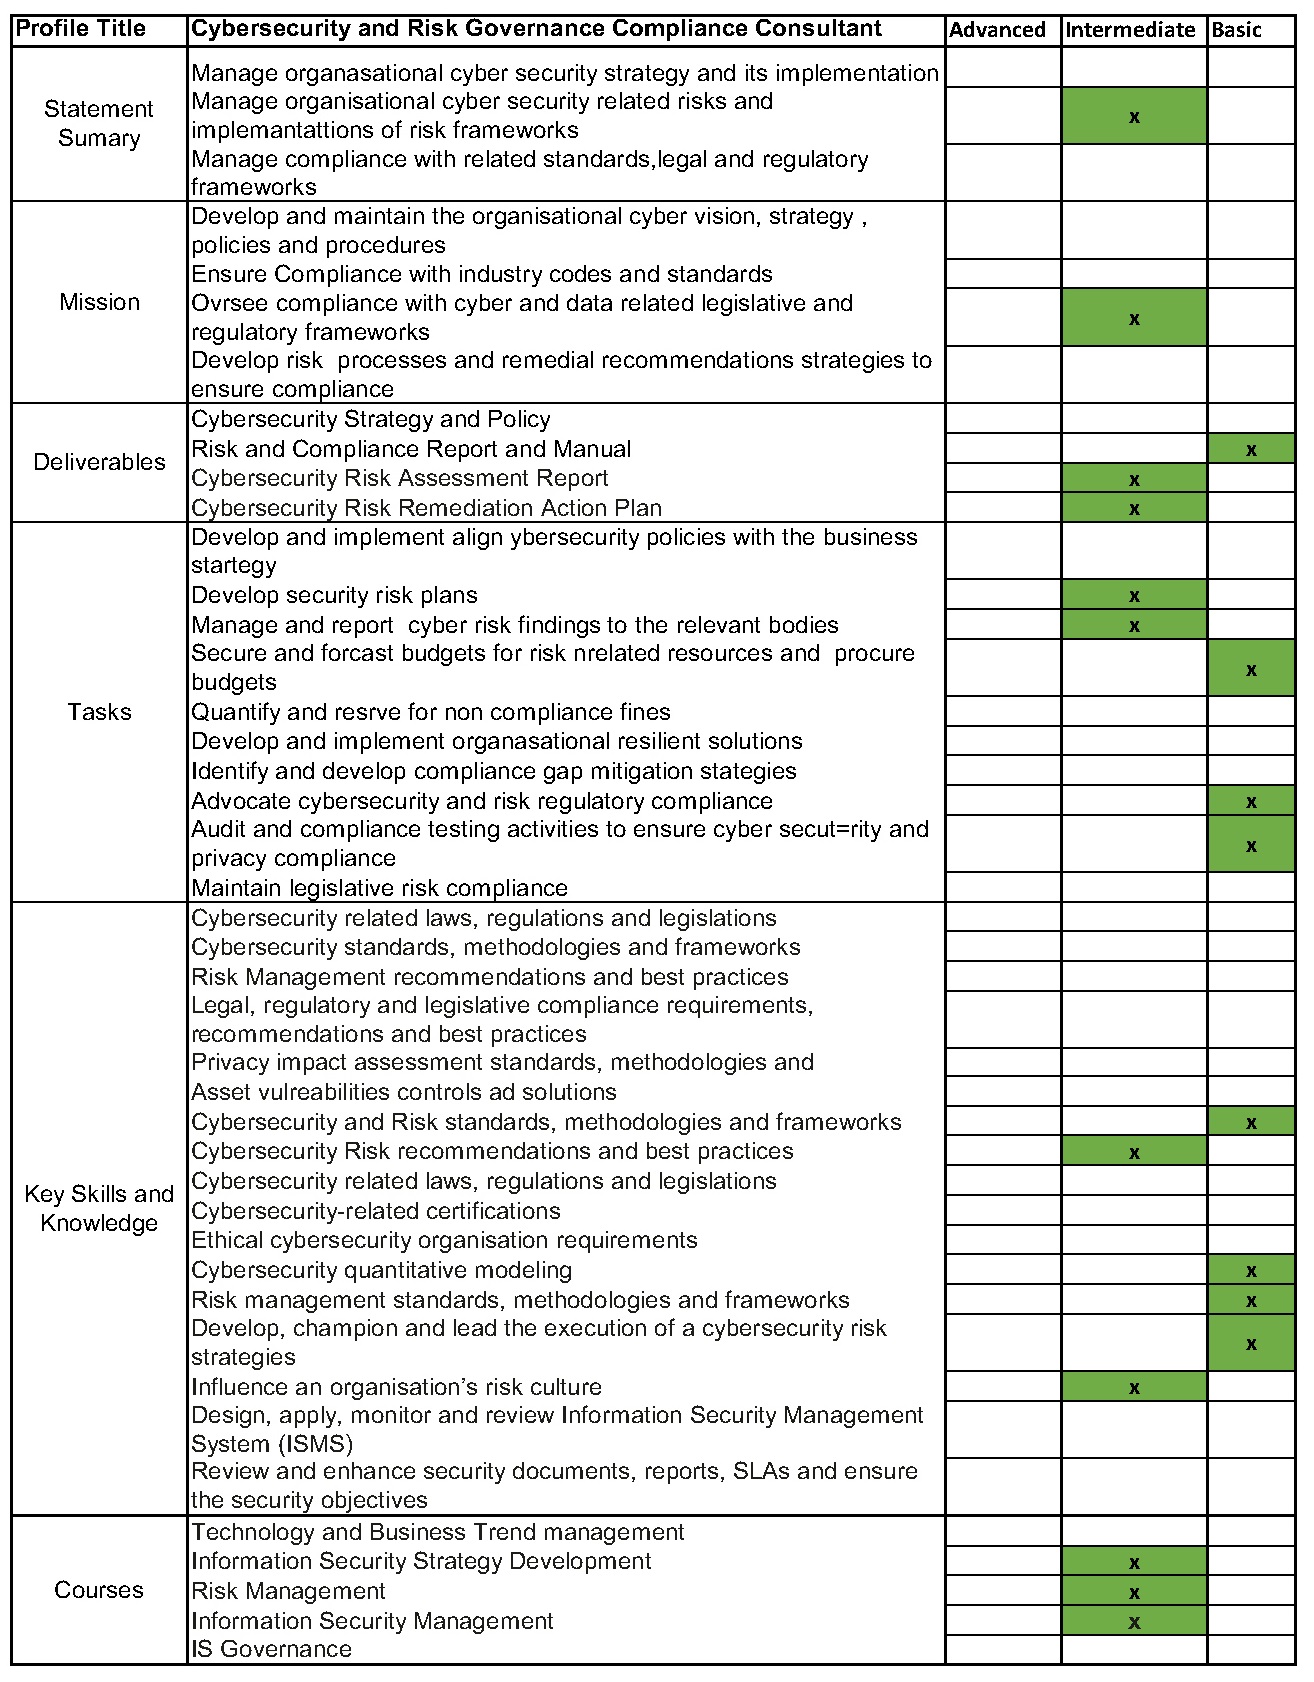 Profile Title Cybersecurity and Risk Governance Compliance Consultant Advanced Intermediate Basic
Statement
Sumary
Manage organasational cyber security strategy and its implementation
Manage organisational cyber security related risks and
implemantattions of risk frameworks
x
Manage compliance with related standards,legal and regulatory
frameworks
Mission
Develop and maintain the organisational cyber vision, strategy ,
policies and procedures
Ensure Compliance with industry codes and standards
Ovrsee compliance with cyber and data related legislative and
regulatory frameworks
x
Develop risk  processes and remedial recommendations strategies to
ensure compliance
Deliverables
Cybersecurity Strategy and Policy
Risk and Compliance Report and Manual x
Cybersecurity Risk Assessment Report x
Cybersecurity Risk Remediation Action Plan x
Tasks
Develop and implement align ybersecurity policies with the business
startegy
Develop security risk plans x
Manage and report  cyber risk findings to the relevant bodies x
Secure and forcast budgets for risk nrelated resources and  procure
budgets
x
Quantify and resrve for non compliance fines
Develop and implement organasational resilient solutions
Identify and develop compliance gap mitigation stategies
Advocate cybersecurity and risk regulatory compliance x
Audit and compliance testing activities to ensure cyber secut=rity and
privacy compliance
x
Maintain legislative risk compliance
Key Skills and
Knowledge
Cybersecurity related laws, regulations and legislations
Cybersecurity standards, methodologies and frameworks
Risk Management recommendations and best practices
Legal, regulatory and legislative compliance requirements,
recommendations and best practices
Privacy impact assessment standards, methodologies and
Asset vulreabilities controls ad solutions
Cybersecurity and Risk standards, methodologies and frameworks x
Cybersecurity Risk recommendations and best practices x
Cybersecurity related laws, regulations and legislations
Cybersecurity-related certifications
Ethical cybersecurity organisation requirements
Cybersecurity quantitative modeling x
Risk management standards, methodologies and frameworks x
Develop, champion and lead the execution of a cybersecurity risk
strategies
x
Influence an organisation’s risk culture x
Design, apply, monitor and review Information Security Management
System (ISMS)
Review and enhance security documents, reports, SLAs and ensure
the security objectives
Courses
Technology and Business Trend management
Information Security Strategy Development x
Risk Management x
Information Security Management x
IS Governance